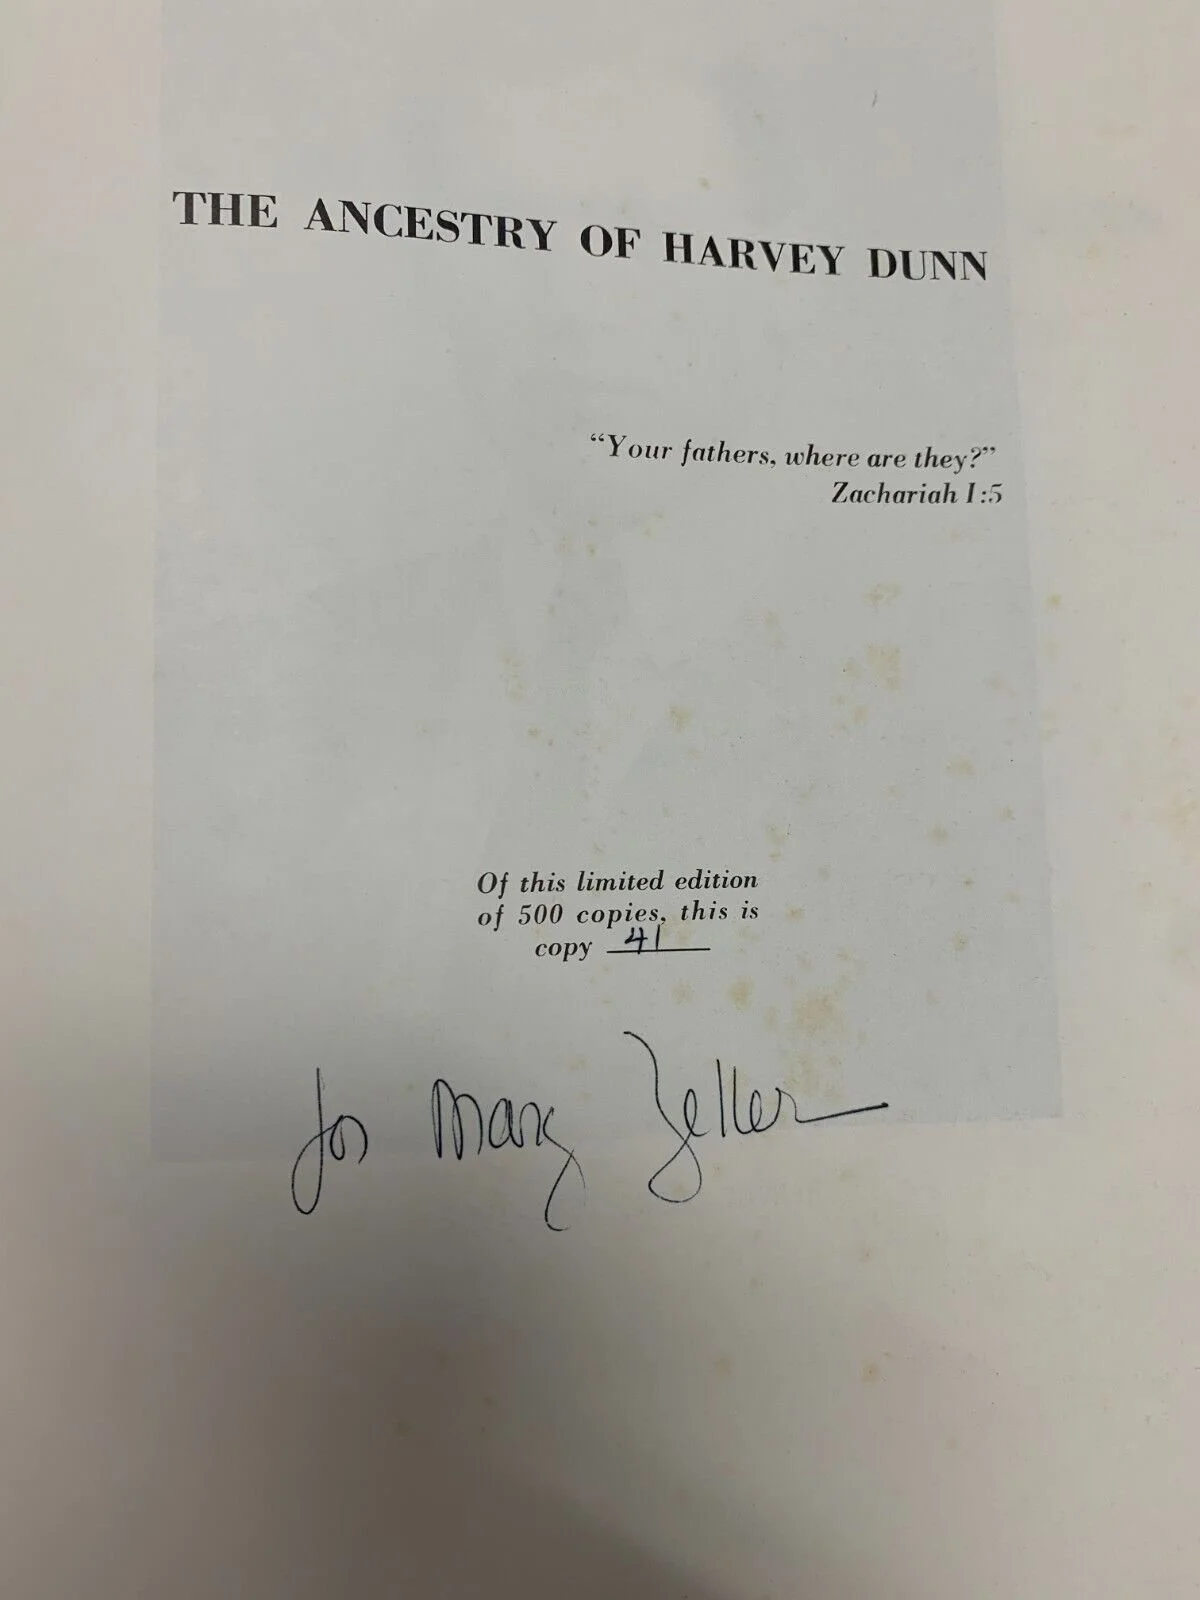 THE ANCESTRY OF HARVEY DUNN
“Your fathers, where are they?”
Zachariah I:5
Of this limited edition
of 500 copies, this is
copy 41
for Mary Zeller